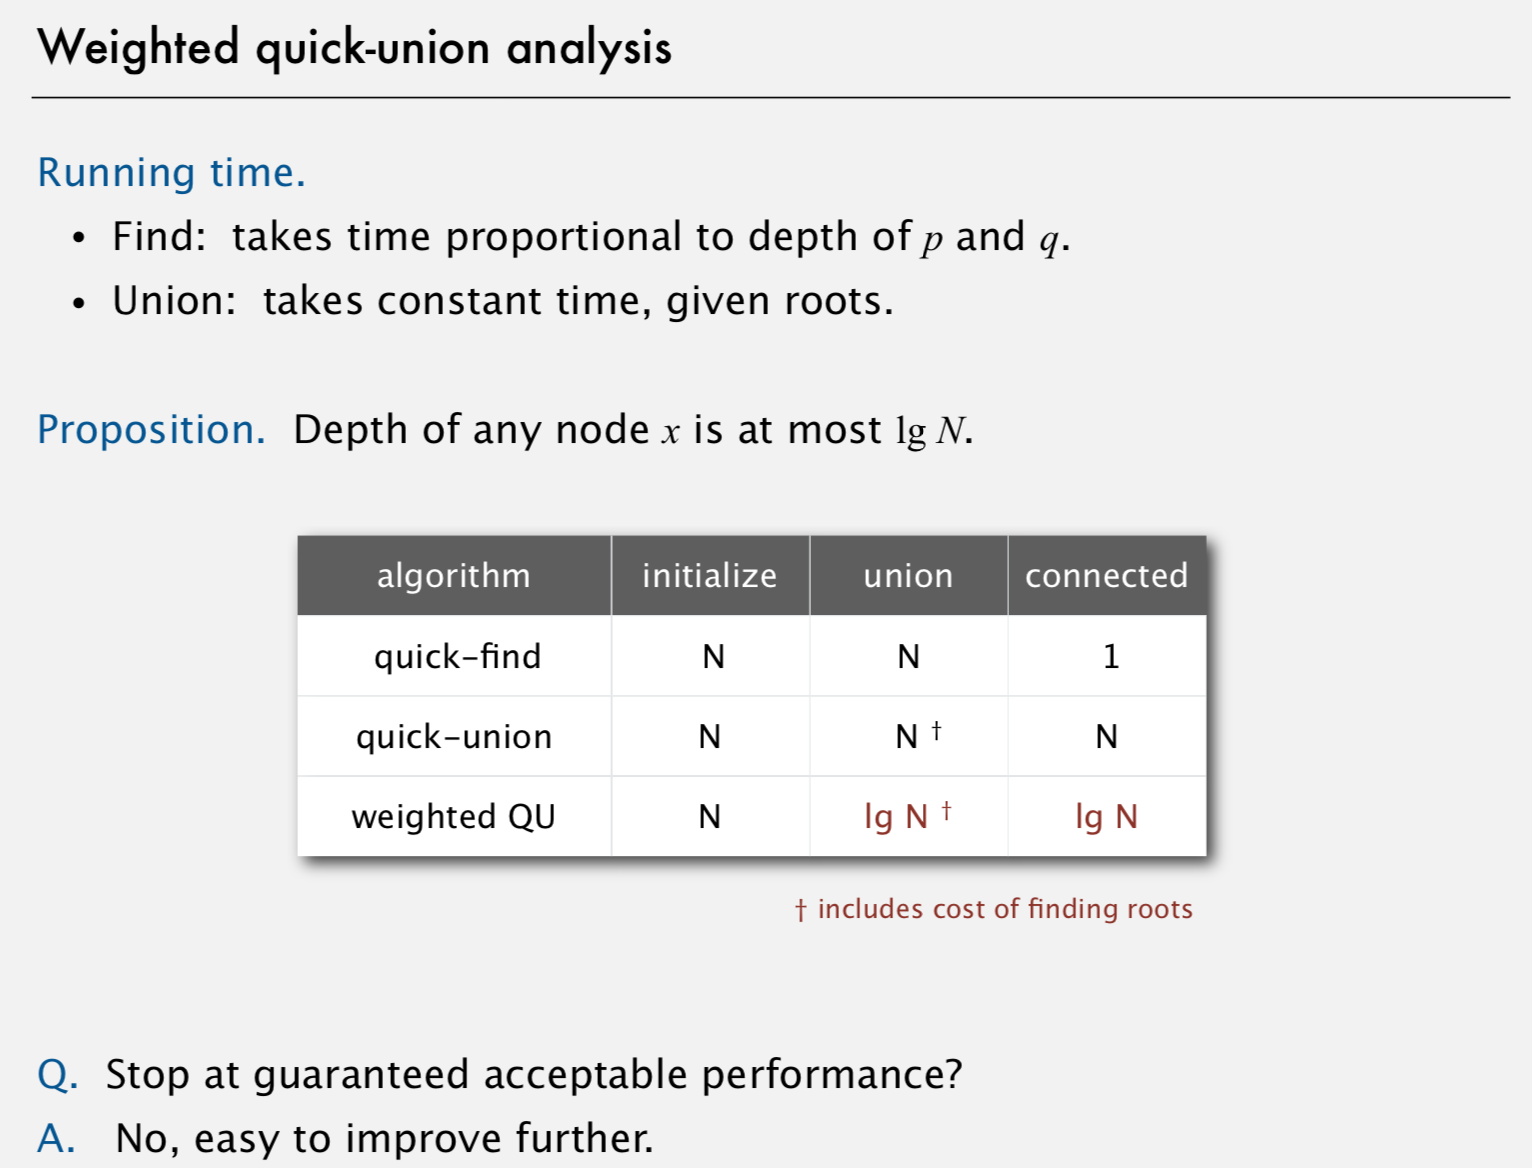 Weighted quick-union analysis
Running time.
• Find: takes time proportional to depth of p and q.
• Union: takes constant time, given roots.
Proposition. Depth of any node x is at most lg N.
algorithm initialize union connected
quick–find N N 1
quick–union N N † N
weighted QU N lg N † lg N
† includes cost of finding roots
Q. Stop at guaranteed acceptable performance?
A. No, easy to improve further.